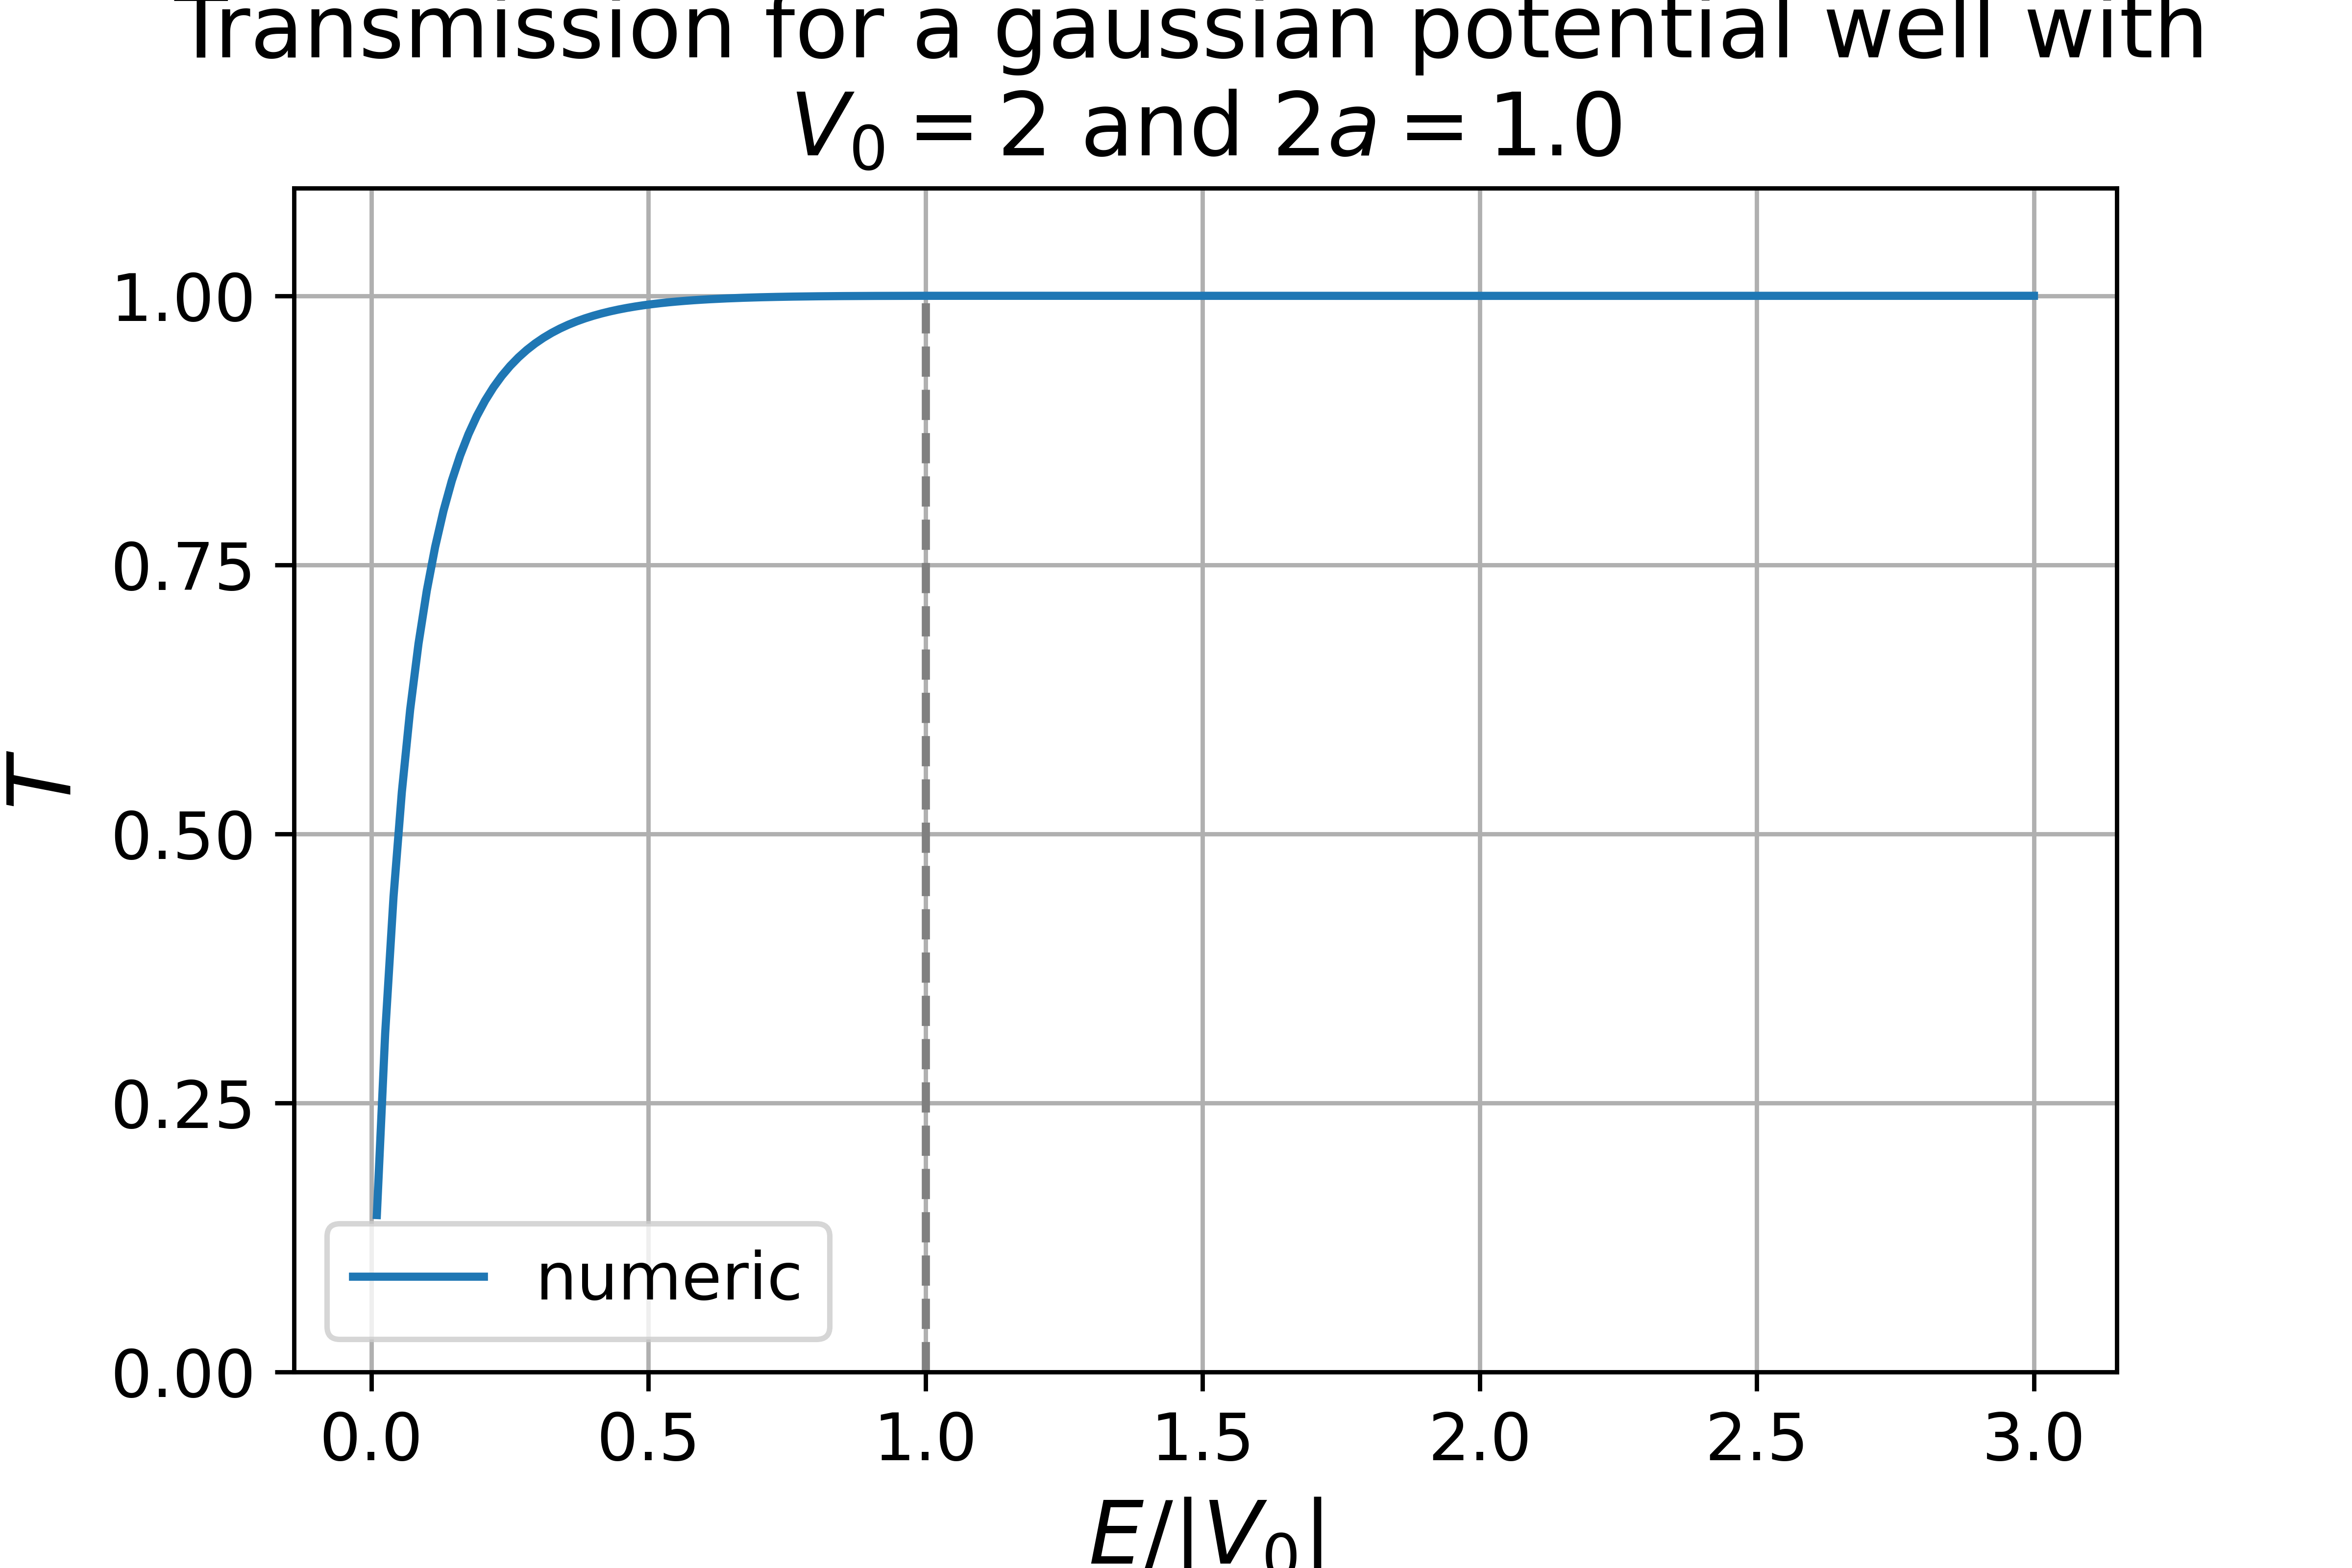 Transmission for a gaussian potential well with
V₀ = 2 and 2a = 1.0
T
1.00
0.75
0.50
0.25
0.00
numeric
0.0 0.5 1.0 1.5 2.0 2.5 3.0
E/|V₀|